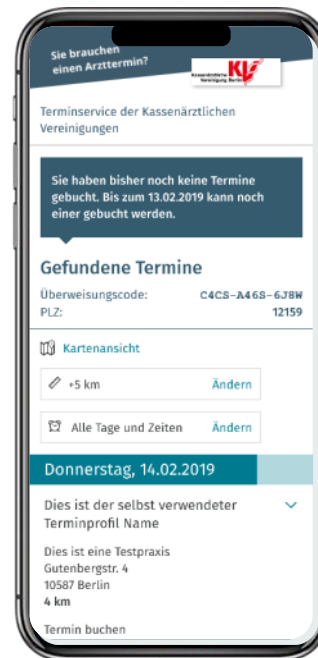 Sie brauchen
einen Arzttermin?
Kassenärztliche
Vereinigung Berlin
KV
Terminservice der Kassenärztlichen
Vereinigungen
Sie haben bisher noch keine Termine
gebucht. Bis zum 13.02.2019 kann noch
einer gebucht werden.
Gefundene Termine
Überweisungscode: C4CS-A46S-6J8W
PLZ: 12159
Kartenansicht
+5 km Ändern
Alle Tage und Zeiten Ändern
Donnerstag, 14.02.2019
Dies ist der selbst verwendeter
Terminprofil Name
Dies ist eine Testpraxis
Gutenbergstr. 4
10587 Berlin
4 km
Termin buchen